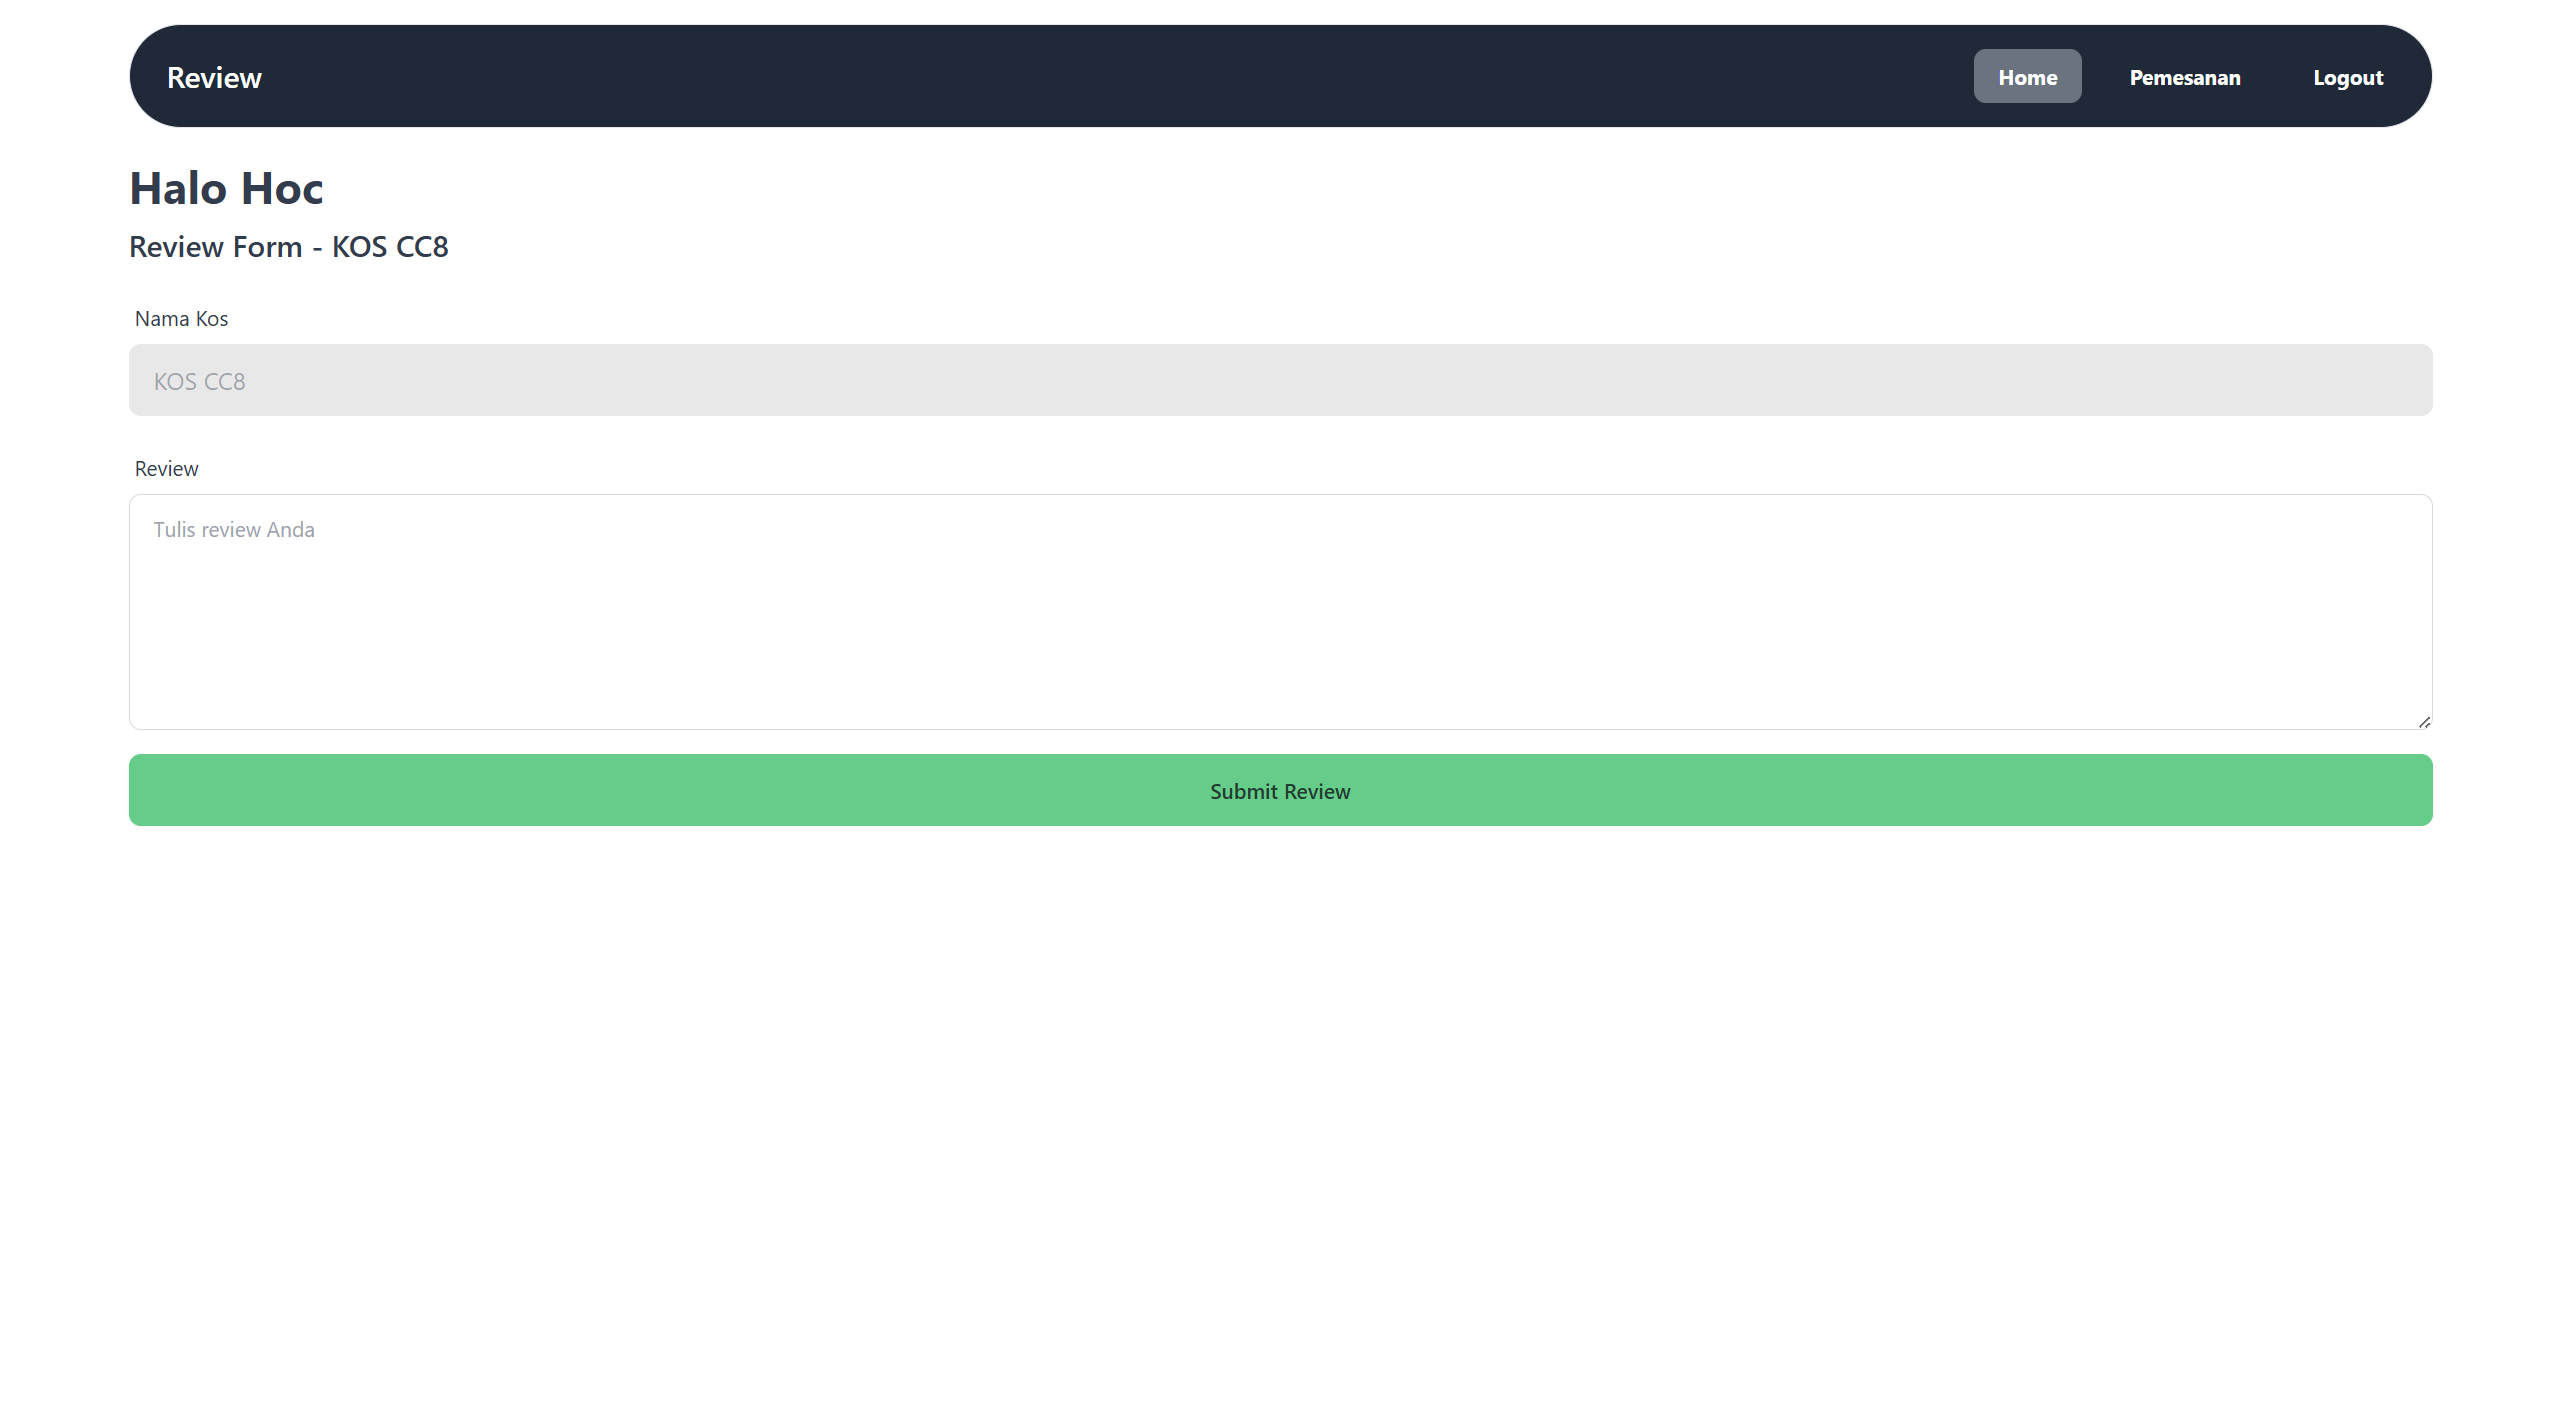 Review Home Pemesanan Logout
Halo Hoc
Review Form - KOS CC8
Nama Kos
KOS CC8
Review
Tulis review Anda
Submit Review